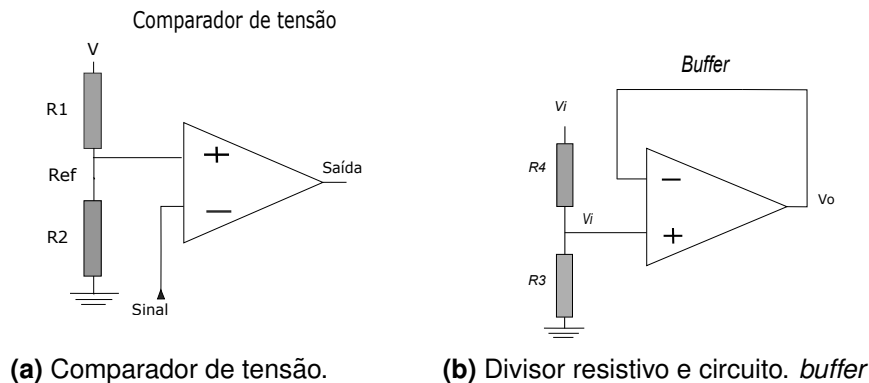 Comparador de tensão
V
R1
+
Ref
Saída
R2
−
Sinal
(a) Comparador de tensão.
Buffer
Vi
R4
−
Vi
Vo
+
R3
(b) Divisor resistivo e circuito. buffer